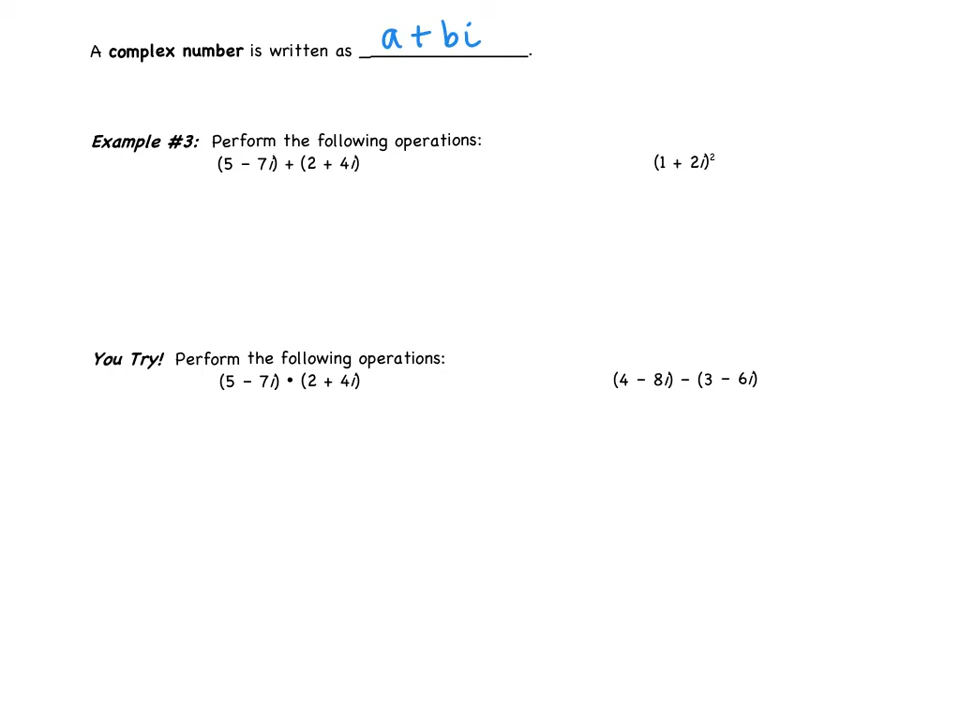 A complex number is written as a + bi.
Example #3: Perform the following operations:
(5 - 7i) + (2 + 4i) (1 + 2i)²
You Try! Perform the following operations:
(5 - 7i) • (2 + 4i) (4 - 8i) - (3 - 6i)